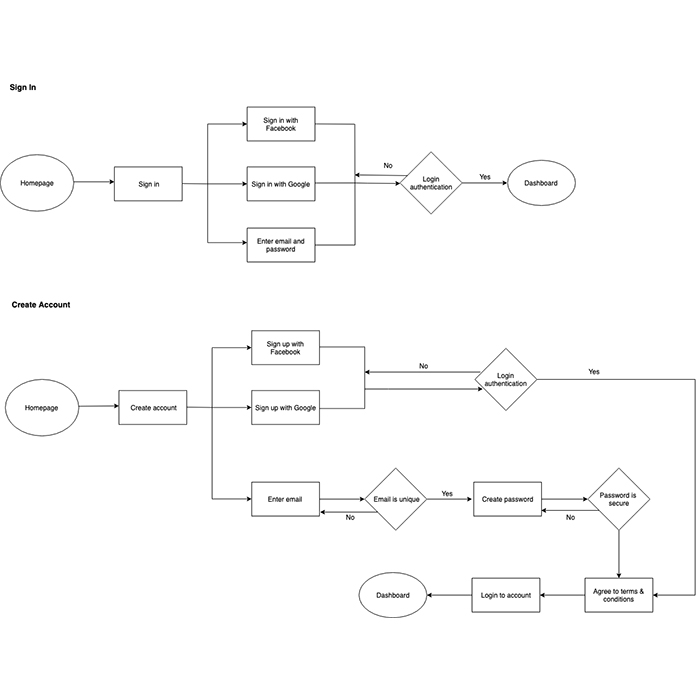 Sign In
Sign in with
Facebook
Homepage
Sign in
Sign in with Google
No
Login
authentication
Yes
Dashboard
Enter email and
password
Create Account
Sign up with
Facebook
No
Login
authentication
Yes
Homepage
Create account
Sign up with Google
Enter email
Email is unique
Yes
No
Create password
Password is
secure
No
Dashboard
Login to account
Agree to terms &
conditions